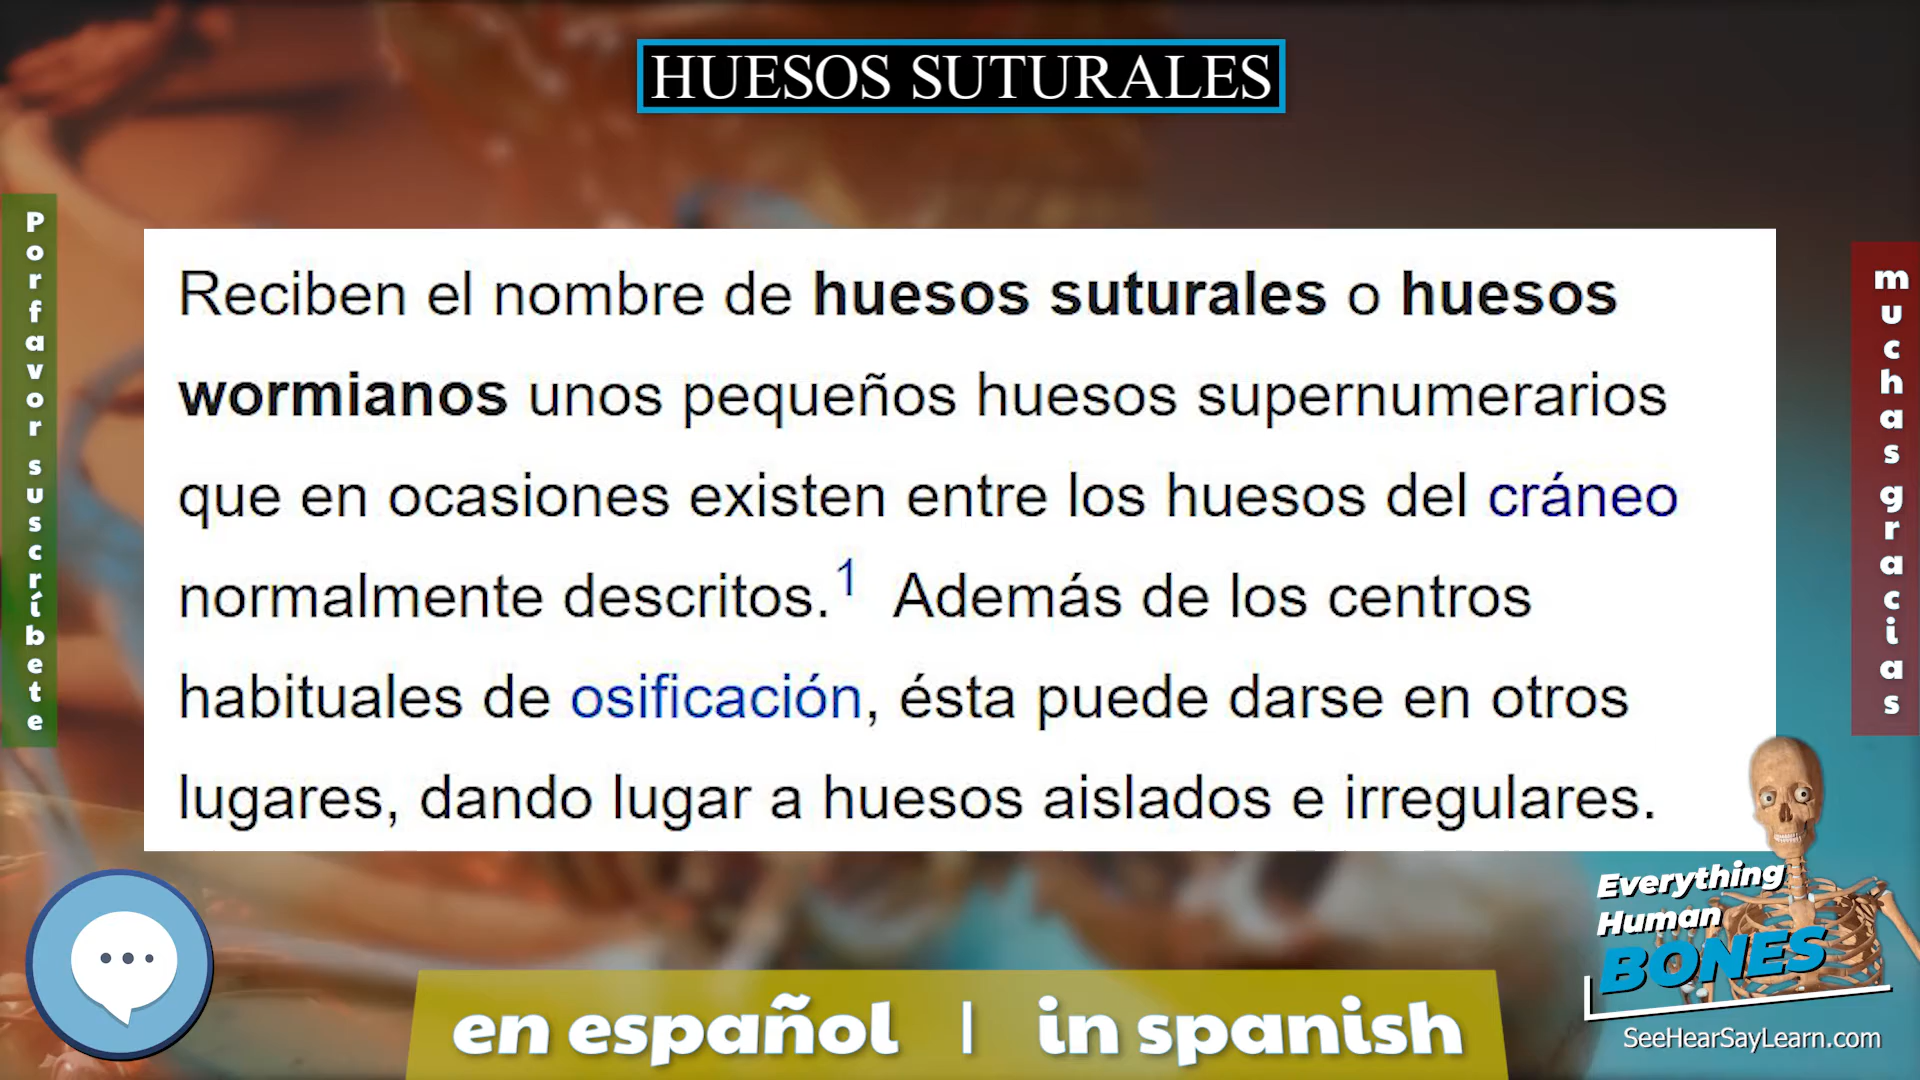 HUESOS SUTURALES
Porfavor suscríbete
Reciben el nombre de huesos suturales o huesos
wormianos unos pequeños huesos supernumerarios
que en ocasiones existen entre los huesos del cráneo
normalmente descritos.1 Además de los centros
habituales de osificación, ésta puede darse en otros
lugares, dando lugar a huesos aislados e irregulares.
muchas gracias
Everything
Human
BONES
SeeHearSayLearn.com
en español | in spanish